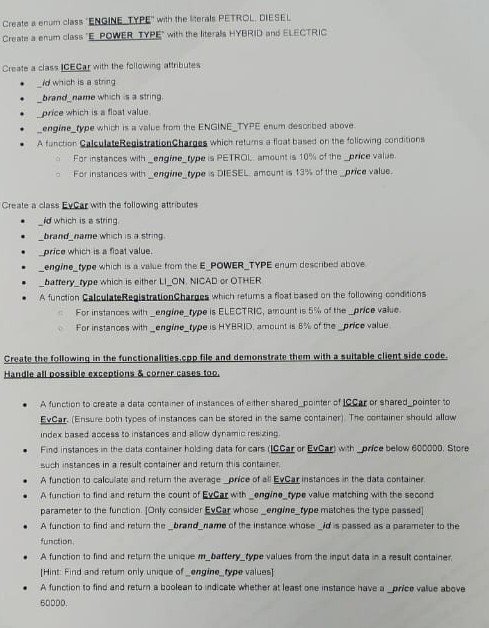 Create a enum class "ENGINE_TYPE" with the literals PETROL, DIESEL
Create a enum class "E_POWER_TYPE" with the literals HYBRID and ELECTRIC
Create a class ICECar with the following attributes
• _id which is a string
• _brand_name which is a string.
• _price which is a float value.
• _engine_type which is a value from the ENGINE_TYPE enum described above.
• A function CalculateRegistrationCharges which returns a float based on the following conditions
○ For instances with _engine_type is PETROL amount is 10% of the _price value.
○ For instances with _engine_type is DIESEL amount is 13% of the _price value.
Create a class EvCar with the following attributes
• _id which is a string.
• _brand_name which is a string.
• _price which is a float value.
• _engine_type which is a value from the E_POWER_TYPE enum described above
• _battery_type which is either LI_ON, NICAD or OTHER
• A function CalculateRegistrationCharges which returns a float based on the following conditions
○ For instances with _engine_type is ELECTRIC, amount is 5% of the _price value.
○ For instances with _engine_type is HYBRID, amount is 8% of the _price value
Create the following in the functionalities.cpp file and demonstrate them with a suitable client side code.
Handle all possible exceptions & corner cases too.
• A function to create a data container of instances of either shared_pointer of ICCar or shared_pointer to
EvCar. (Ensure both types of instances can be stored in the same container). The container should allow
index based access to instances and allow dynamic resizing.
• Find instances in the data container holding data for cars (ICCar or EvCar) with _price below 600000. Store
such instances in a result container and return this container.
• A function to calculate and return the average _price of all EvCar instances in the data container.
• A function to find and return the count of EvCar with _engine_type value matching with the second
parameter to the function. [Only consider EvCar whose _engine_type matches the type passed]
• A function to find and return the _brand_name of the instance whose _id is passed as a parameter to the
function.
• A function to find and return the unique m_battery_type values from the input data in a result container.
[Hint: Find and return only unique of _engine_type values]
• A function to find and return a boolean to indicate whether at least one instance have a _price value above
60000.